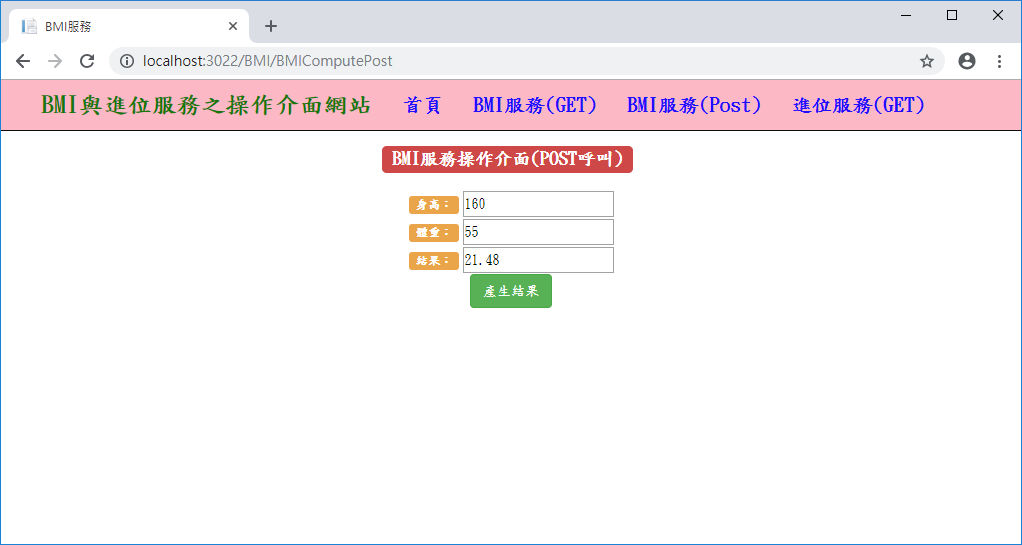 BMI服務
localhost:3022/BMI/BMIComputePost
BMI與進位服務之操作介面網站 首頁 BMI服務(GET) BMI服務(Post) 進位服務(GET)
BMI服務操作介面(POST呼叫)
身高： 160
體重： 55
結果： 21.48
產生結果